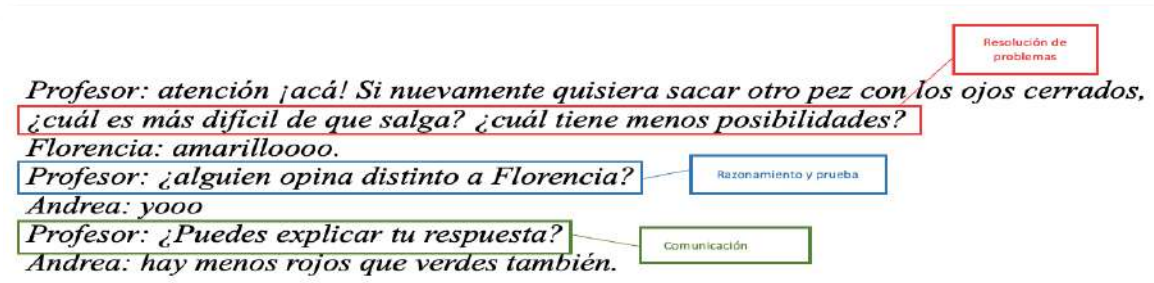 Resolución de
problemas
Profesor: atención ¡acá! Si nuevamente quisiera sacar otro pez con los ojos cerrados,
¿cuál es más difícil de que salga? ¿cuál tiene menos posibilidades?
Florencia: amarilloooo.
Profesor: ¿alguien opina distinto a Florencia?
Razonamiento y prueba
Andrea: yooo
Profesor: ¿Puedes explicar tu respuesta?
Comunicación
Andrea: hay menos rojos que verdes también.